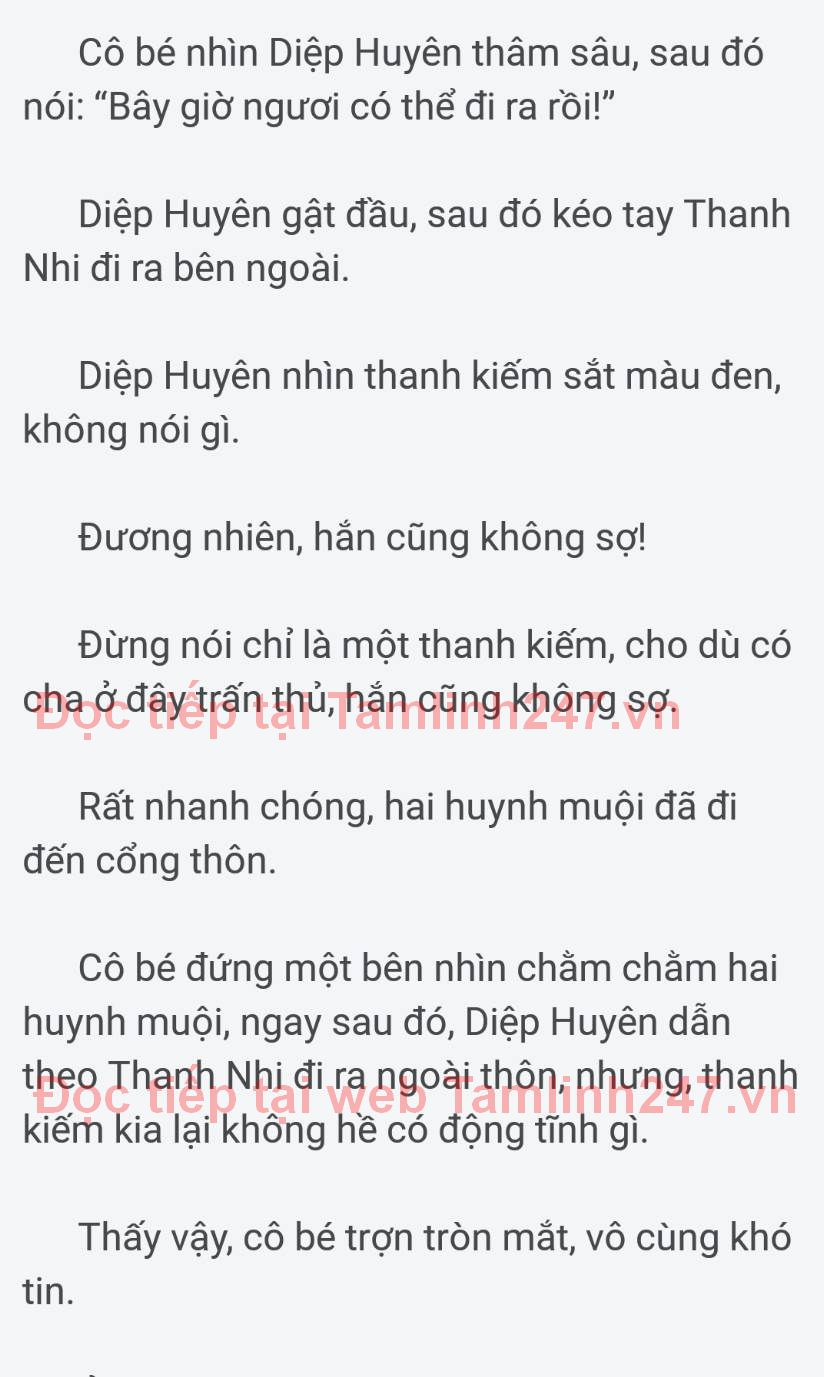 Cô bé nhìn Diệp Huyên thâm sâu, sau đó
nói: “Bây giờ ngươi có thể đi ra rồi!”
Diệp Huyên gật đầu, sau đó kéo tay Thanh
Nhi đi ra bên ngoài.
Diệp Huyên nhìn thanh kiếm sắt màu đen,
không nói gì.
Đương nhiên, hắn cũng không sợ!
Đừng nói chỉ là một thanh kiếm, cho dù có
cha ở đây trấn thủ, hắn cũng không sợ.
Đọc tiếp tại Tamlinh247.vn
Rất nhanh chóng, hai huynh muội đã đi
đến cổng thôn.
Cô bé đứng một bên nhìn chằm chằm hai
huynh muội, ngay sau đó, Diệp Huyên dẫn
theo Thanh Nhi đi ra ngoài thôn, nhưng, thanh
Đọc tiếp tại web Tamlinh247.vn
kiếm kia lại không hề có động tĩnh gì.
Thấy vậy, cô bé trợn tròn mắt, vô cùng khó
tin.